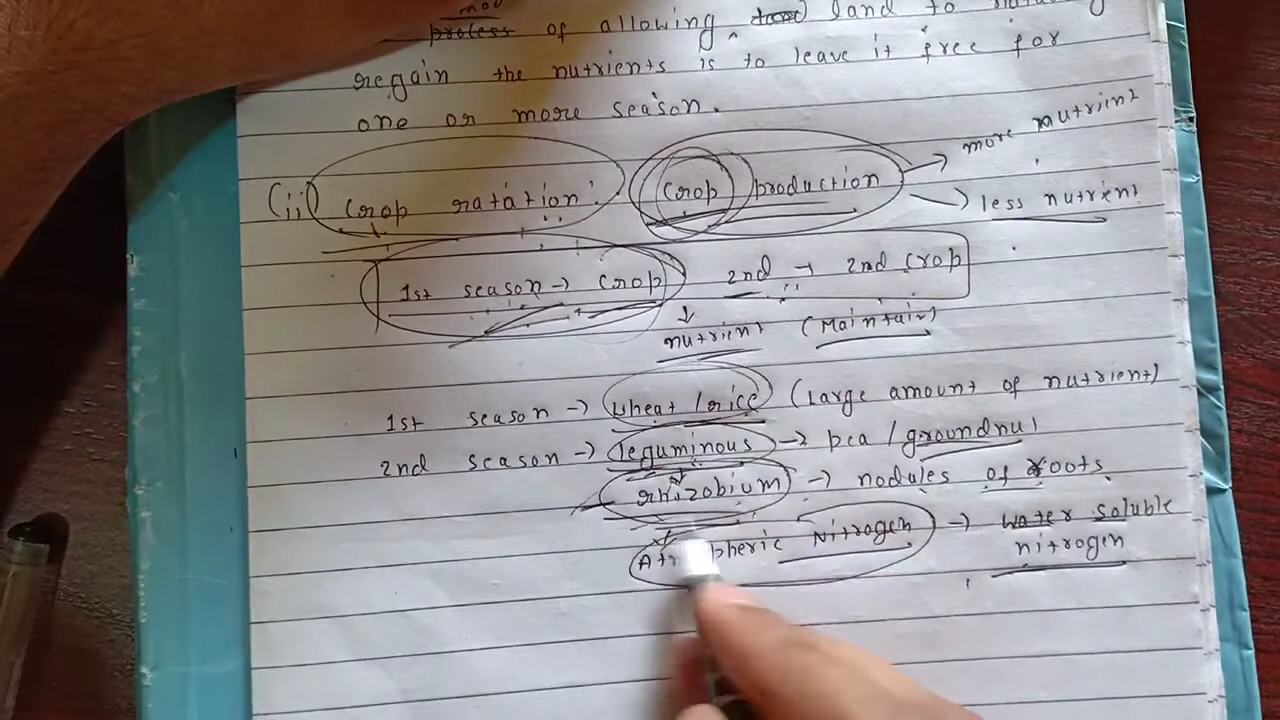 process of allowing land to
regain the nutrients is to leave it free for
one or more season.
(ii) Crop ratation: Crop production → more nutrient
→ less nutrient
1st season → Crop 2nd → 2nd Crop
↓
nutrient (Maintain)
1st season → wheat / rice (large amount of nutrient)
2nd season → leguminous → pea / groundnut
rhizobium → nodules of roots
Nitrogen → water soluble
nitrogen